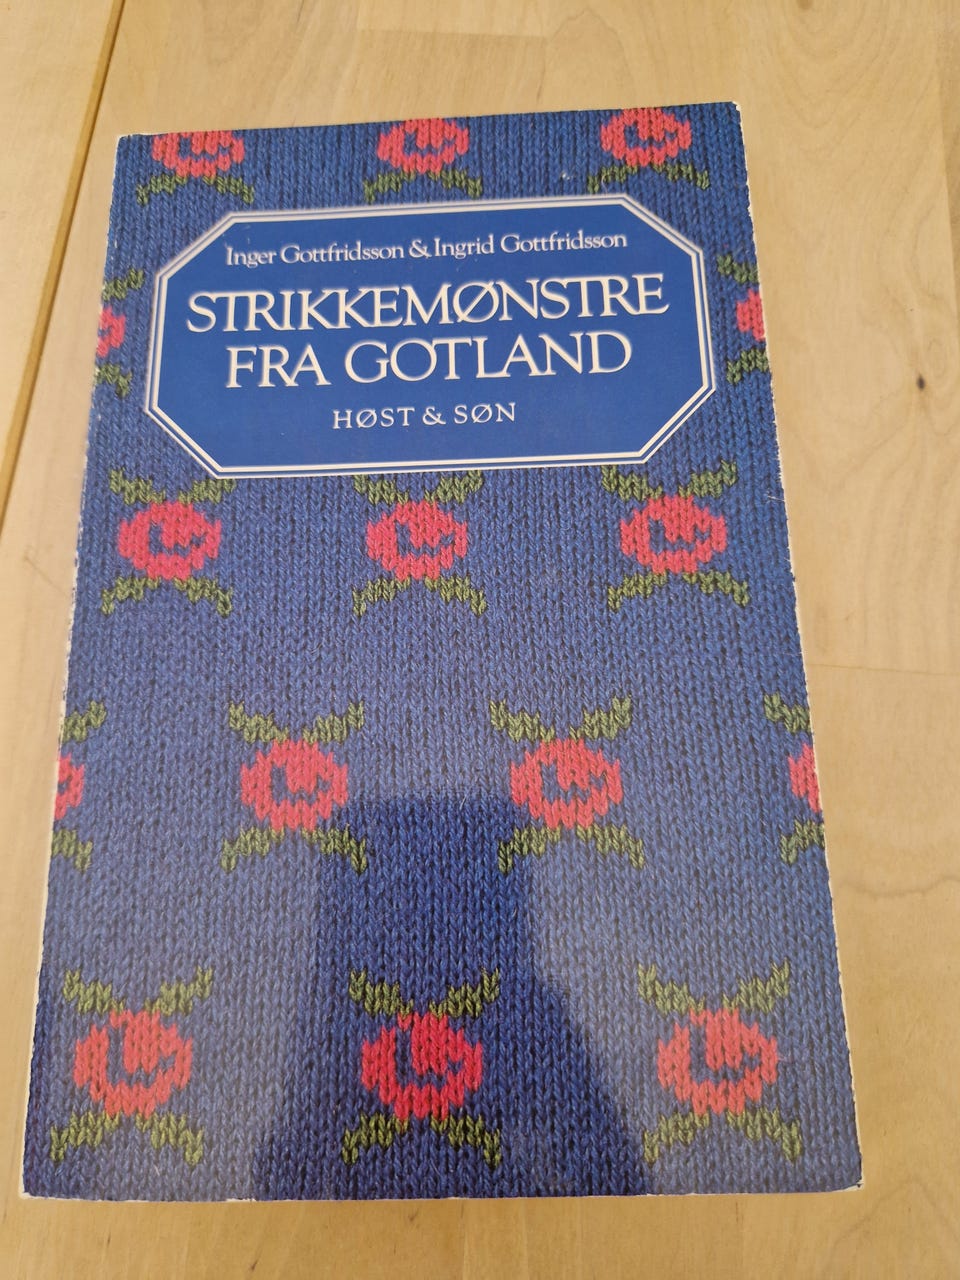 Inger Gottfridsson & Ingrid Gottfridsson
STRIKKEMØNSTRE
FRA GOTLAND
HØST & SØN